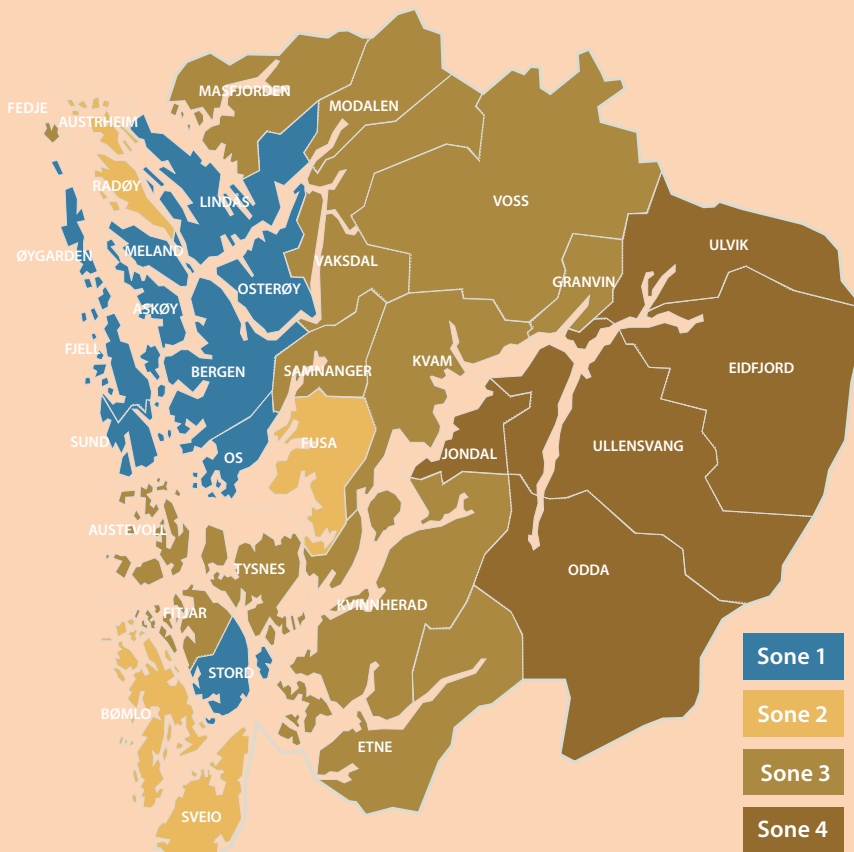 MASFJORDEN
FEDJE
MODALEN
AUSTRHEIM
RADØY
LINDÅS
VOSS
ULVIK
MELAND
ØYGARDEN
VAKSDAL
GRANVIN
OSTERØY
ASKØY
FJELL
KVAM
EIDFJORD
BERGEN
SAMNANGER
SUND
FUSA
ULLENSVANG
OS
JONDAL
AUSTEVOLL
TYSNES
ODDA
KVINNHERAD
FITJAR
Sone 1
STORD
BØMLO
Sone 2
ETNE
Sone 3
SVEIO
Sone 4